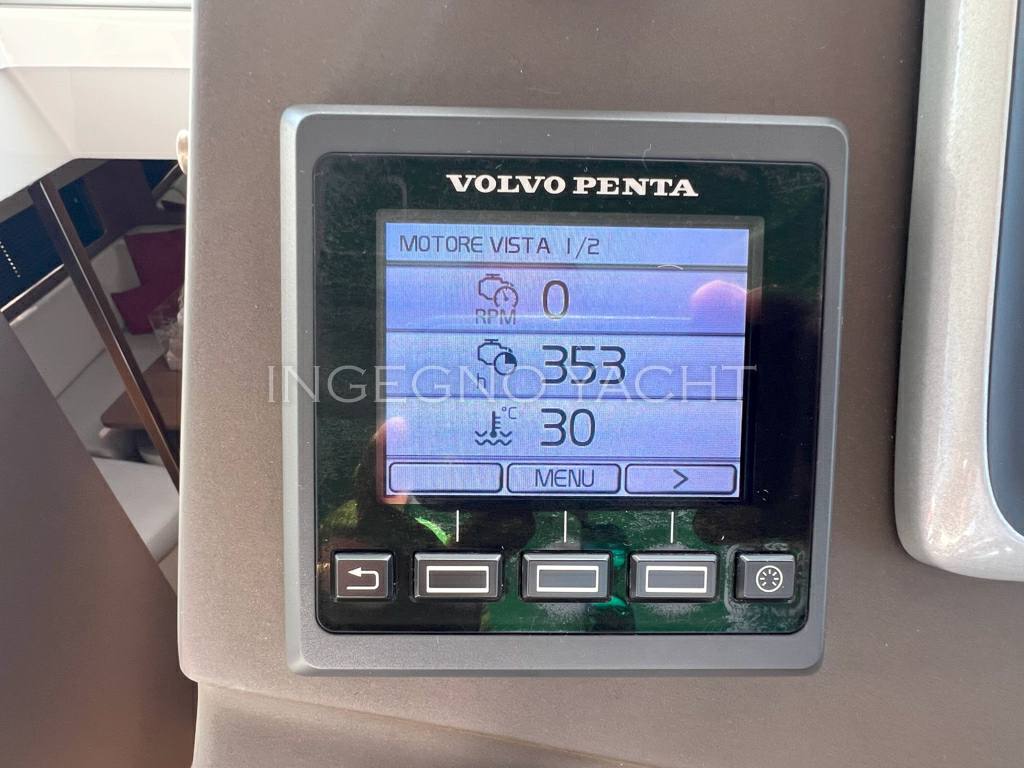 VOLVO PENTA
MOTORE VISTA 1/2
RPM 0
h 353
°C 30
MENU >
INGEGNO YACHT